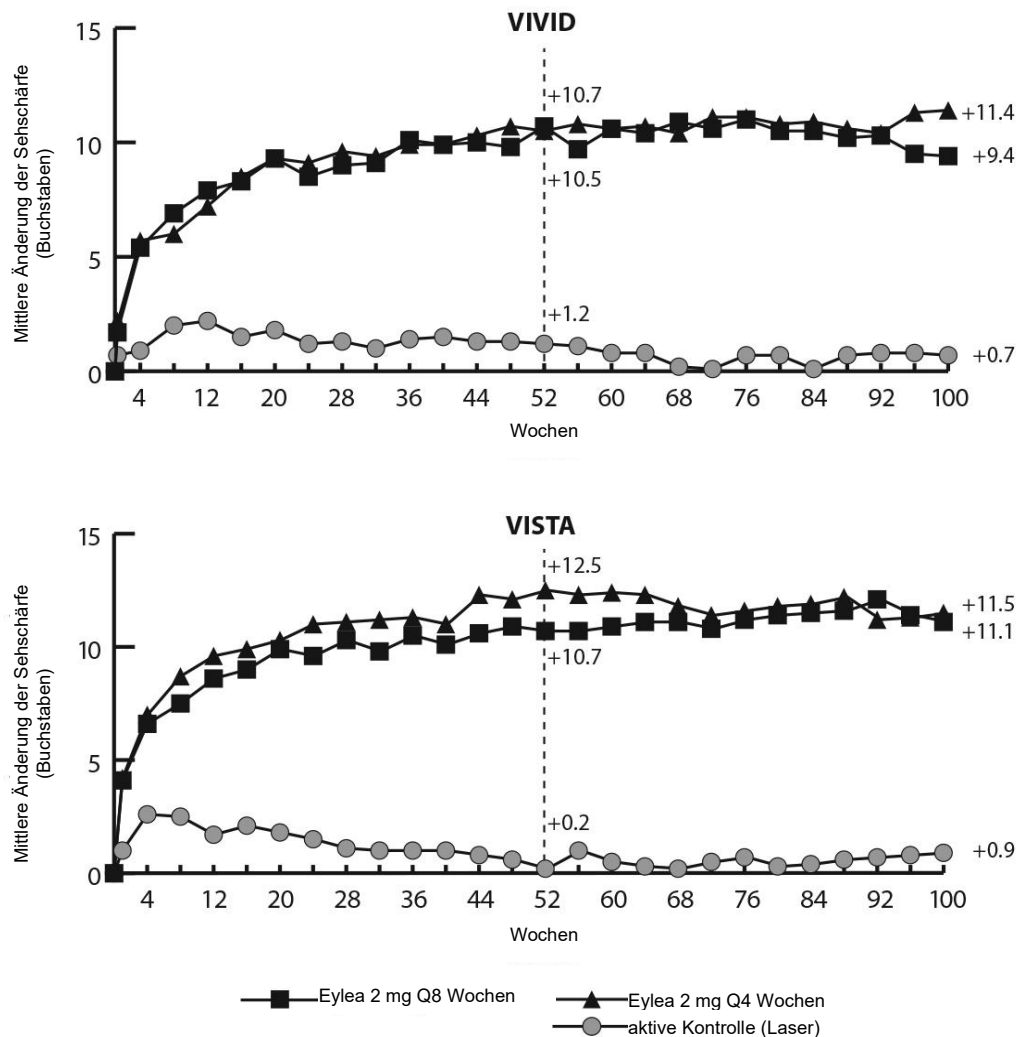 VIVID
15
10
5
0
Mittlere Änderung der Sehschärfe
(Buchstaben)
+10.7
+10.5
+1.2
+11.4
+9.4
+0.7
4 12 20 28 36 44 52 60 68 76 84 92 100
Wochen
VISTA
15
10
5
0
Mittlere Änderung der Sehschärfe
(Buchstaben)
+12.5
+10.7
+0.2
+11.5
+11.1
+0.9
4 12 20 28 36 44 52 60 68 76 84 92 100
Wochen
Eylea 2 mg Q8 Wochen
Eylea 2 mg Q4 Wochen
aktive Kontrolle (Laser)